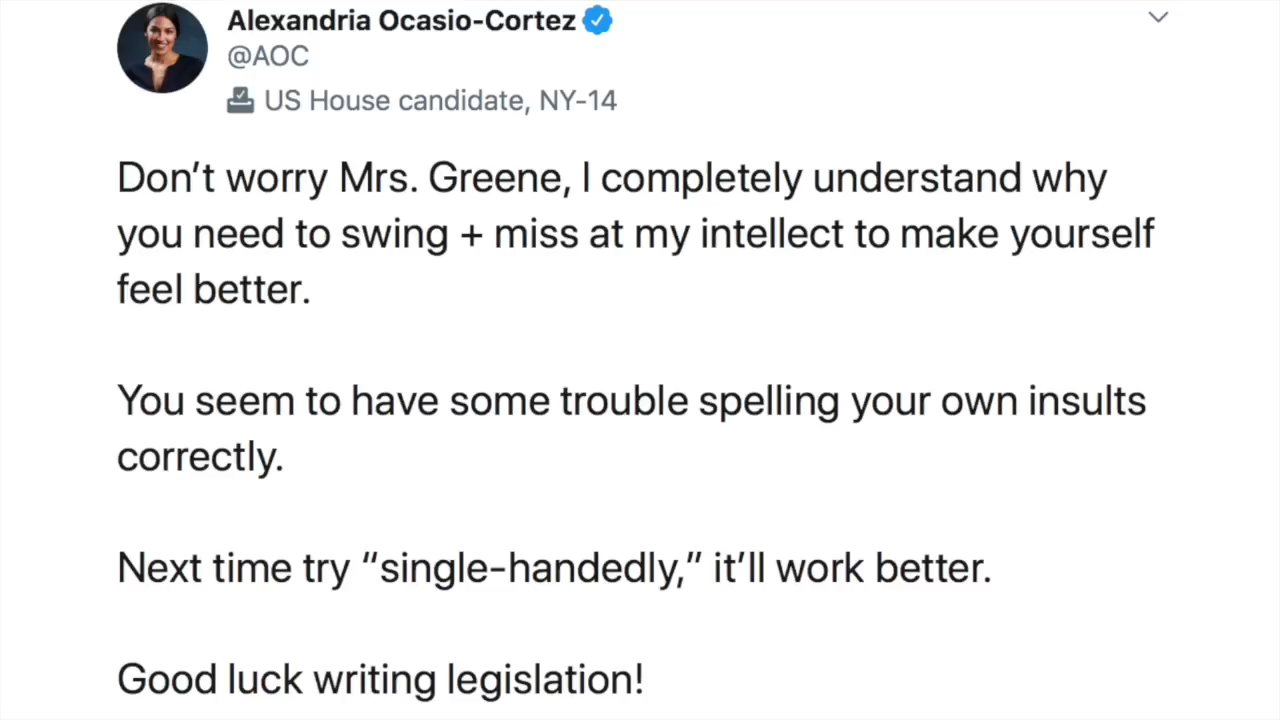 Alexandria Ocasio-Cortez
@AOC
US House candidate, NY-14
Don’t worry Mrs. Greene, I completely understand why
you need to swing + miss at my intellect to make yourself
feel better.
You seem to have some trouble spelling your own insults
correctly.
Next time try “single-handedly,” it’ll work better.
Good luck writing legislation!